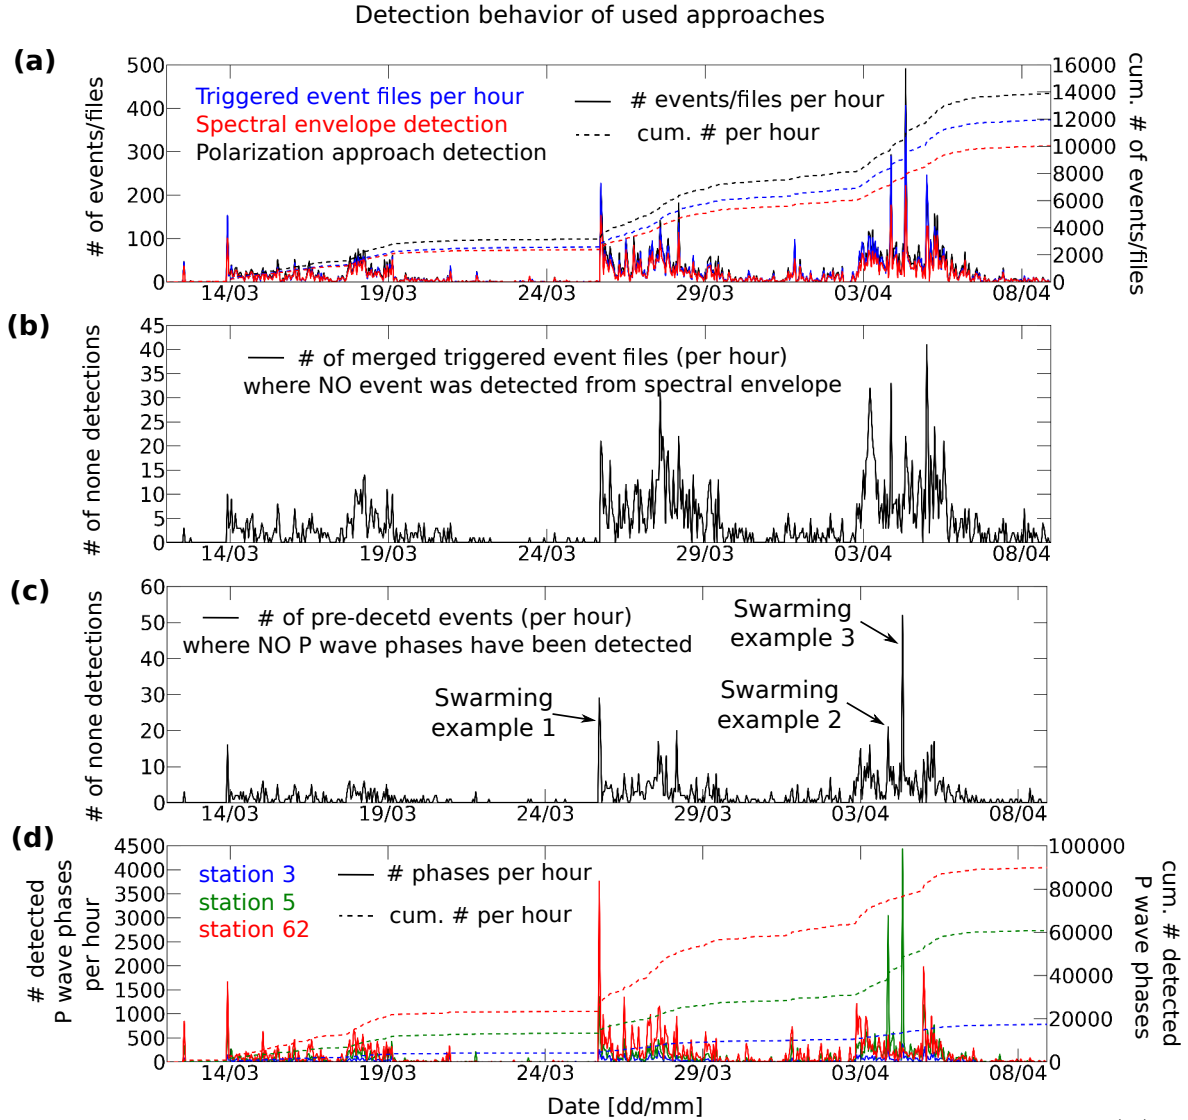 Detection behavior of used approaches
(a)
500
400
300
200
100
0
# of events/files
Triggered event files per hour
Spectral envelope detection
Polarization approach detection
# events/files per hour
cum. # per hour
16000
14000
12000
10000
8000
6000
4000
2000
0
cum. # of events/files
14/03 19/03 24/03 29/03 03/04 08/04
(b)
45
40
35
30
25
20
15
10
5
0
# of none detections
# of merged triggered event files (per hour)
where NO event was detected from spectral envelope
14/03 19/03 24/03 29/03 03/04 08/04
(c)
60
50
40
30
20
10
0
# of none detections
# of pre-decetd events (per hour)
where NO P wave phases have been detected
Swarming
example 1
Swarming
example 2
Swarming
example 3
14/03 19/03 24/03 29/03 03/04 08/04
(d)
4500
4000
3500
3000
2500
2000
1500
1000
500
0
# detected
P wave phases
per hour
station 3
station 5
station 62
# phases per hour
cum. # per hour
100000
80000
60000
40000
20000
0
cum. # detected
P wave phases
14/03 19/03 24/03 29/03 03/04 08/04
Date [dd/mm]